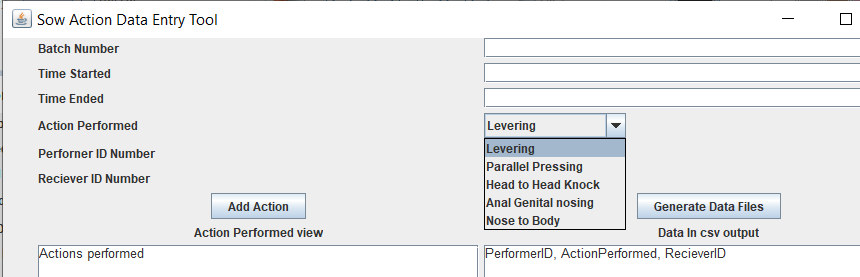 Sow Action Data Entry Tool
Batch Number
Time Started
Time Ended
Action Performed
Levering
Levering
Parallel Pressing
Head to Head Knock
Anal Genital nosing
Nose to Body
Perfomer ID Number
Reciever ID Number
Add Action
Generate Data Files
Action Performed view
Data In csv output
Actions performed
PerformerID, ActionPerformed, RecieverID